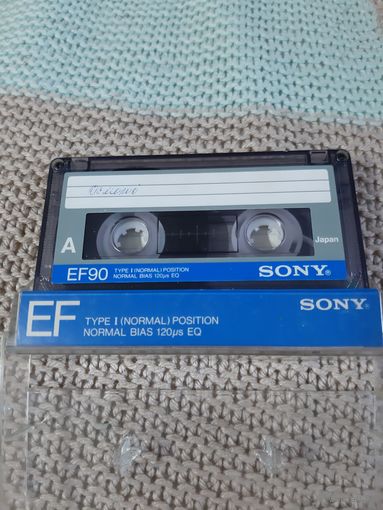 A
Japan
EF90 TYPE I (NORMAL) POSITION
NORMAL BIAS 120µs EQ
SONY®
EF TYPE I (NORMAL) POSITION
NORMAL BIAS 120µs EQ
SONY®